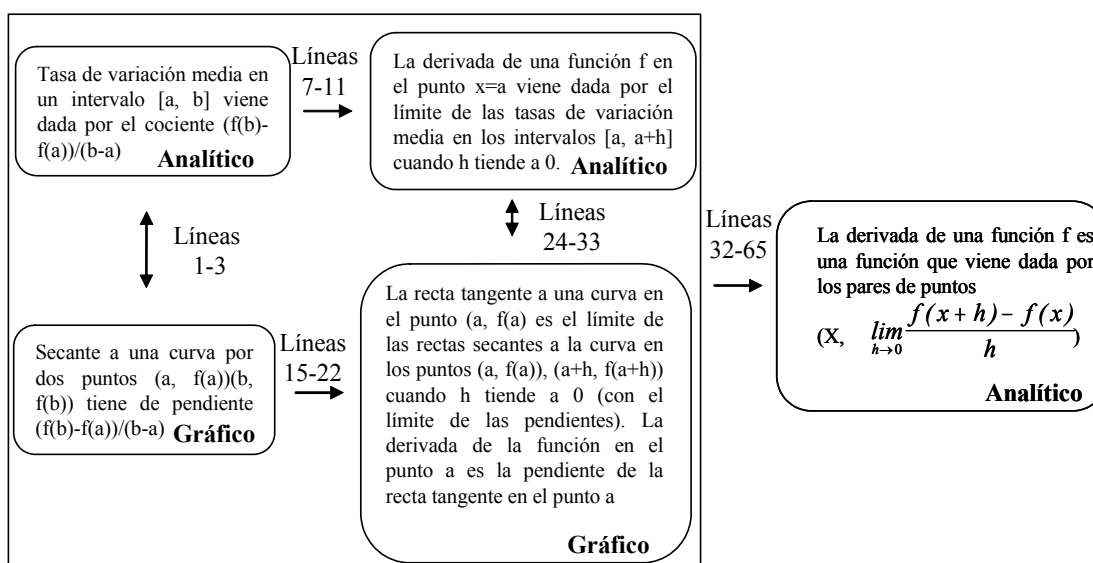 Tasa de variación media en
un intervalo [a, b] viene
dada por el cociente (f(b)-
f(a))/(b-a)
Analítico
Líneas
7-11
La derivada de una función f en
el punto x=a viene dada por el
límite de las tasas de variación
media en los intervalos [a, a+h]
cuando h tiende a 0.
Analítico
Líneas
1-3
Líneas
24-33
Líneas
32-65
Secante a una curva por
dos puntos (a, f(a))(b,
f(b)) tiene de pendiente
(f(b)-f(a))/(b-a)
Gráfico
Líneas
15-22
La recta tangente a una curva en
el punto (a, f(a) es el límite de
las rectas secantes a la curva en
los puntos (a, f(a)), (a+h, f(a+h))
cuando h tiende a 0 (con el
límite de las pendientes). La
derivada de la función en el
punto a es la pendiente de la
recta tangente en el punto a
Gráfico
La derivada de una función f es
una función que viene dada por
los pares de puntos
(X, lim h→0 f(x+h)−f(x) / h )
Analítico